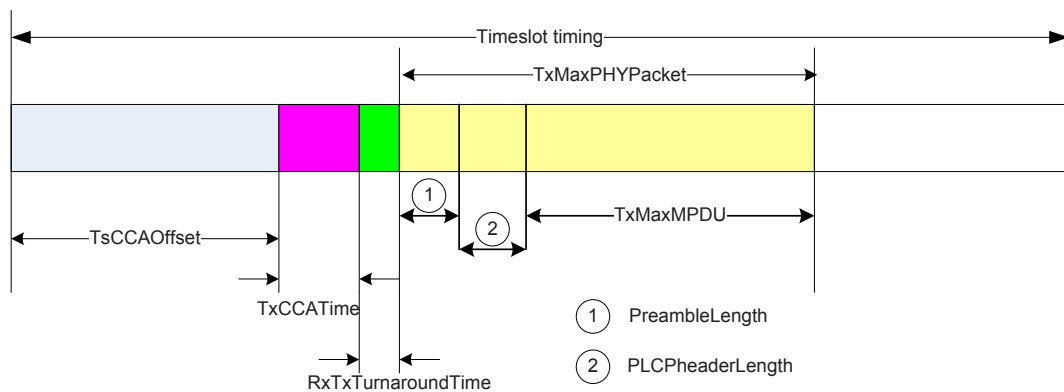 Timeslot timing
TxMaxPHYPacket
1
TxMaxMPDU
2
TsCCAOffset
TxCCATime
1 PreambleLength
2 PLCPheaderLength
RxTxTurnaroundTime